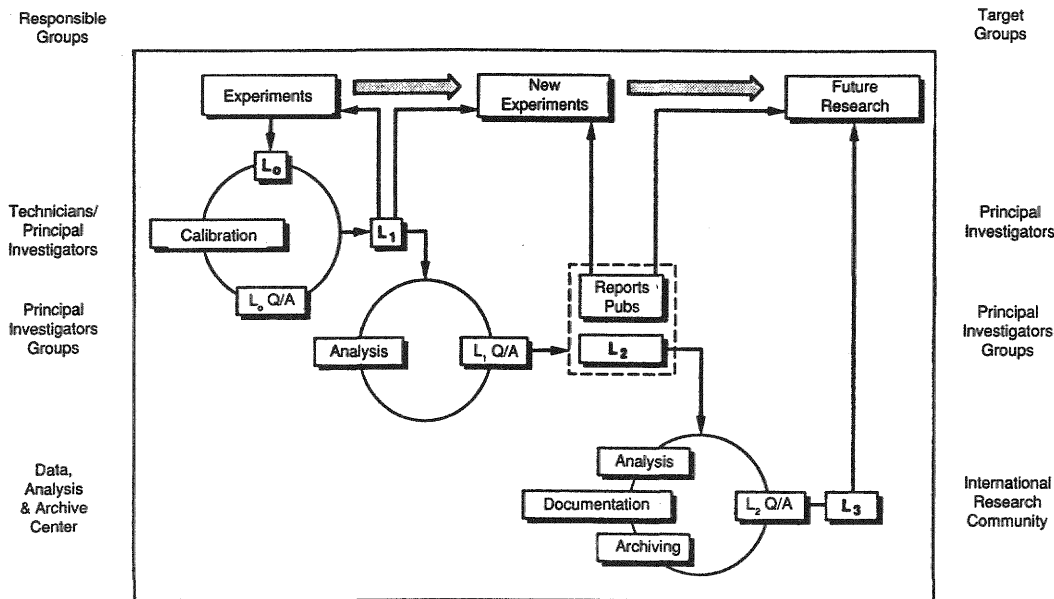 Responsible
Groups
Target
Groups
Experiments
New
Experiments
Future
Research
L₀
Technicians/
Principal
Investigators
Calibration
L₁
Principal
Investigators
L₀ Q/A
Reports
Pubs
Principal
Investigators
Groups
Principal
Investigators
Groups
Analysis
L₁ Q/A
L₂
Data,
Analysis
& Archive
Center
Analysis
Documentation
Archiving
L₂ Q/A
L₃
International
Research
Community